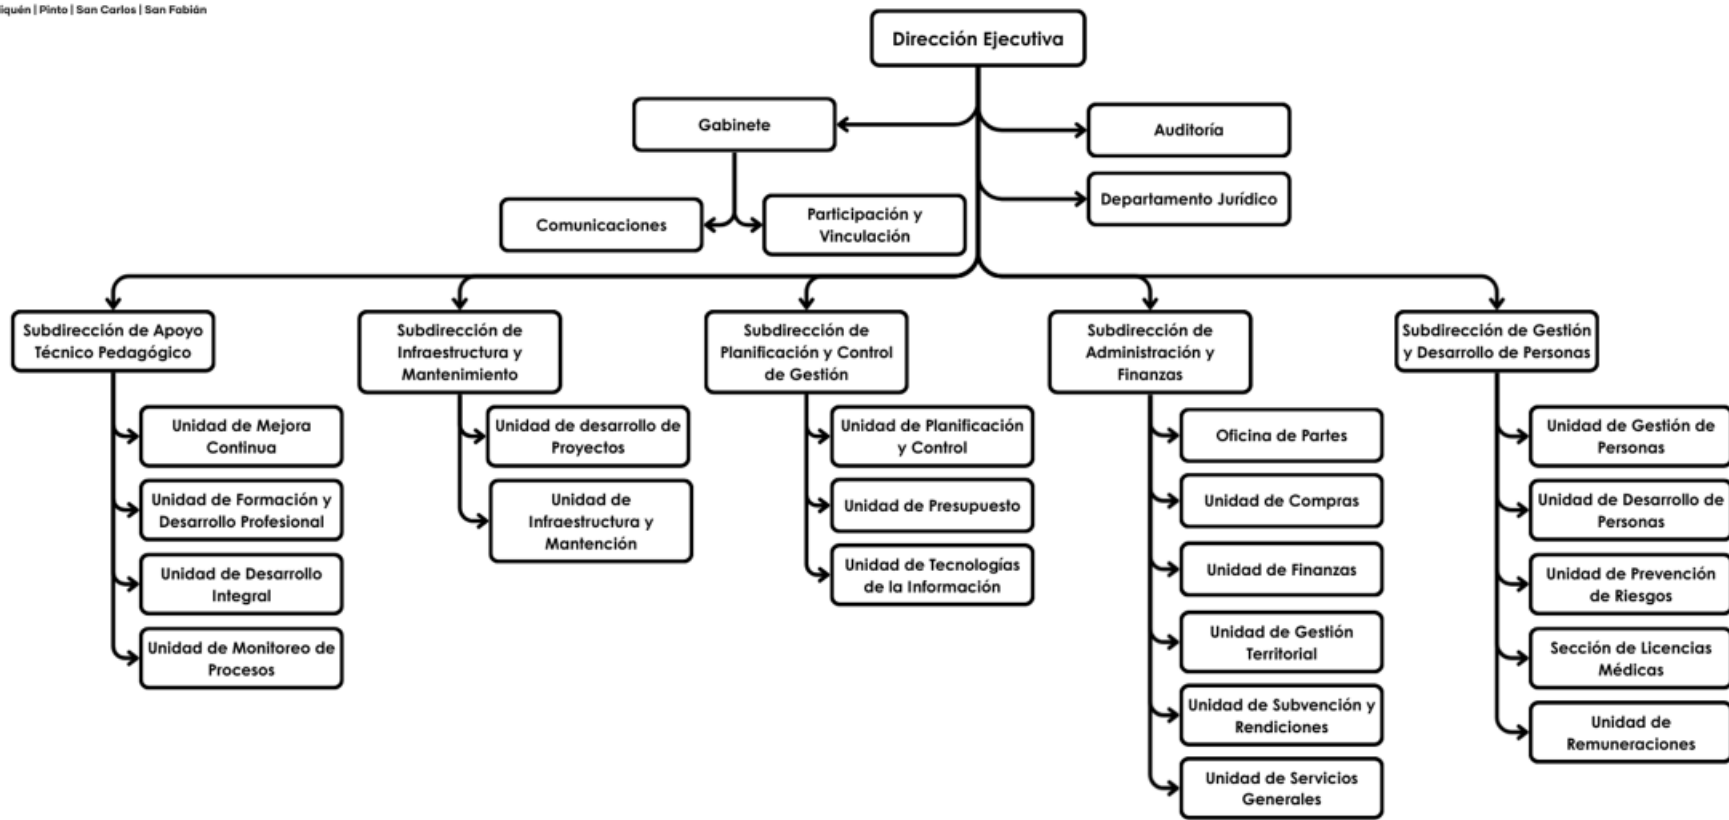 Pinto | San Carlos | San Fabián
Dirección Ejecutiva
Gabinete
Auditoría
Departamento Jurídico
Comunicaciones
Participación y
Vinculación
Subdirección de Apoyo
Técnico Pedagógico
Unidad de Mejora
Continua
Unidad de Formación y
Desarrollo Profesional
Unidad de Desarrollo
Integral
Unidad de Monitoreo de
Procesos
Subdirección de
Infraestructura y
Mantenimiento
Unidad de desarrollo de
Proyectos
Unidad de
Infraestructura y
Mantención
Subdirección de
Planificación y Control
de Gestión
Unidad de Planificación
y Control
Unidad de Presupuesto
Unidad de Tecnologías
de la Información
Subdirección de
Administración y
Finanzas
Oficina de Partes
Unidad de Compras
Unidad de Finanzas
Unidad de Gestión
Territorial
Unidad de Subvención y
Rendiciones
Unidad de Servicios
Generales
Subdirección de Gestión
y Desarrollo de Personas
Unidad de Gestión de
Personas
Unidad de Desarrollo de
Personas
Unidad de Prevención
de Riesgos
Sección de Licencias
Médicas
Unidad de
Remuneraciones